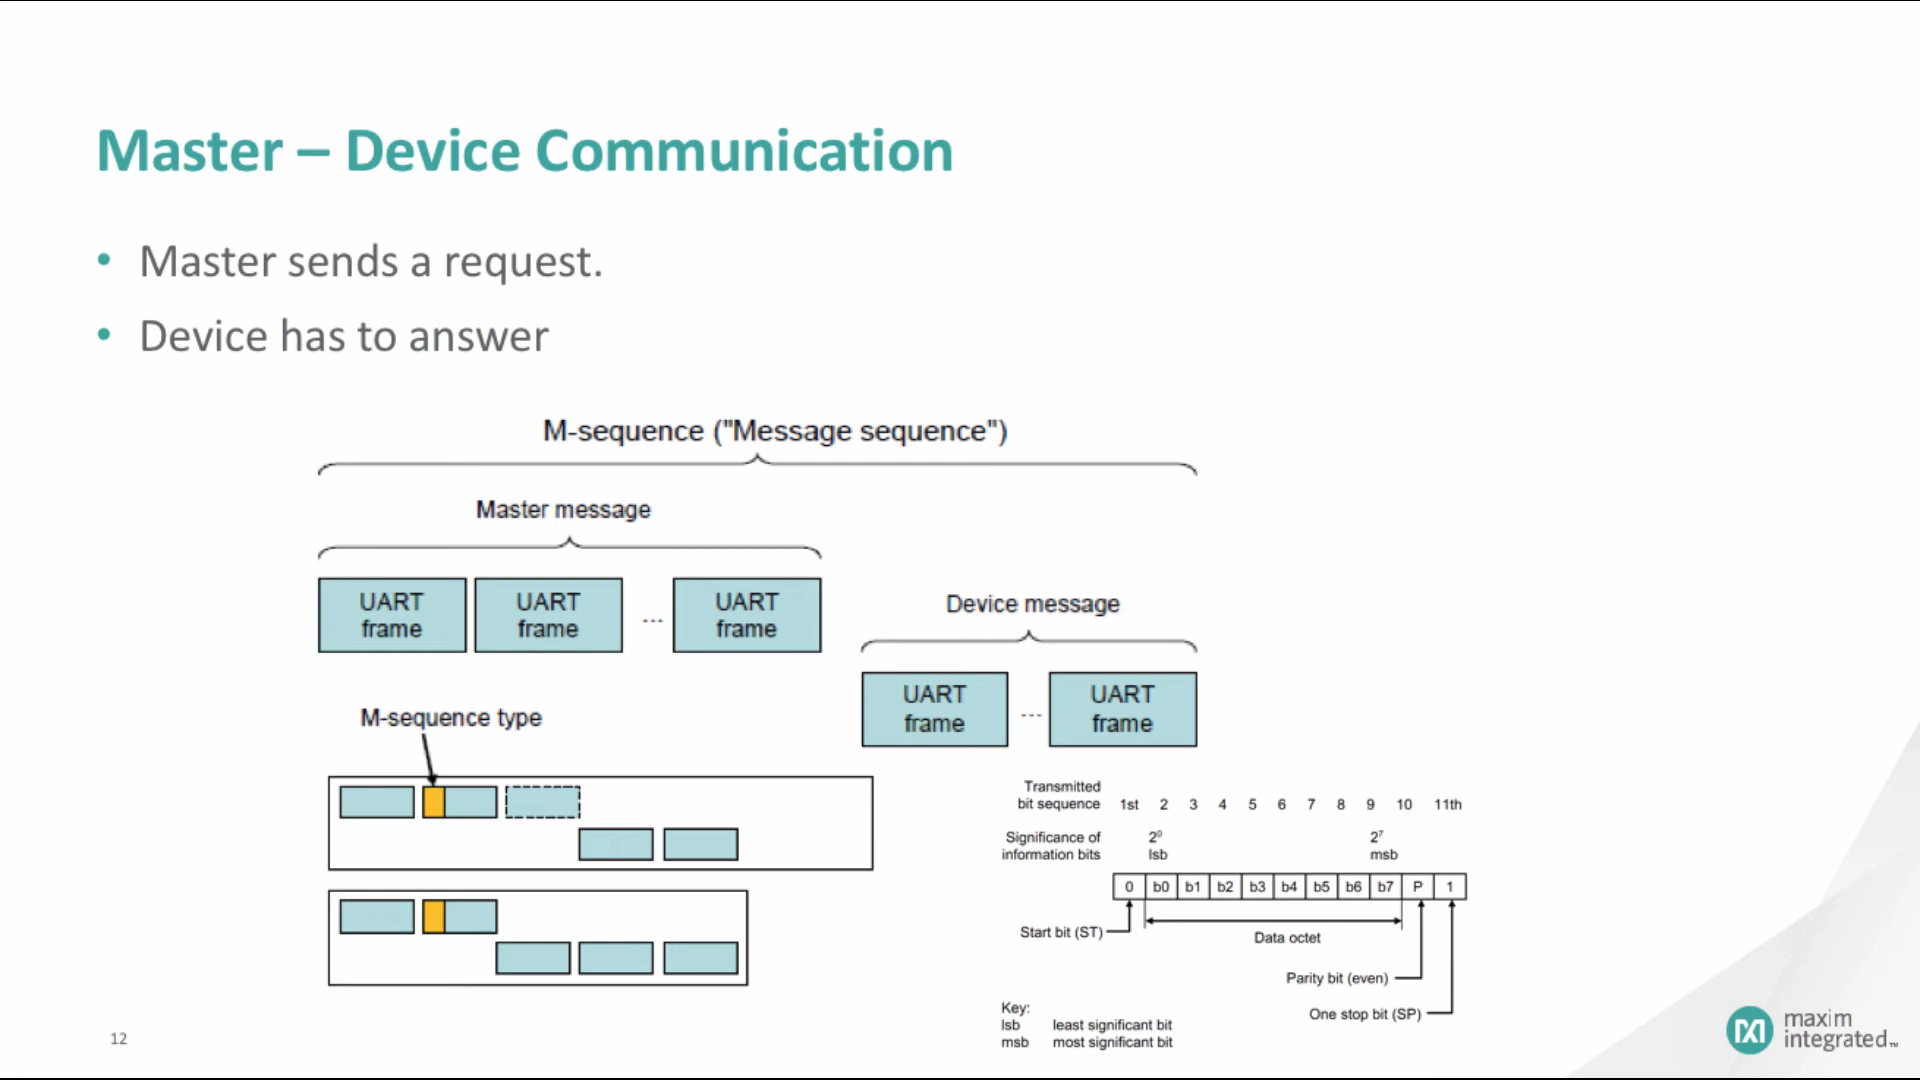 Master – Device Communication
• Master sends a request.
• Device has to answer
M-sequence ("Message sequence")
Master message
UART frame
UART frame
...
UART frame
Device message
UART frame
...
UART frame
M-sequence type
Transmitted
bit sequence 1st 2 3 4 5 6 7 8 9 10 11th
Significance of
information bits
2⁰ 2⁷
lsb msb
0 b0 b1 b2 b3 b4 b5 b6 b7 P 1
Start bit (ST)
Data octet
Parity bit (even)
One stop bit (SP)
Key:
lsb least significant bit
msb most significant bit
12
maxim
integrated™